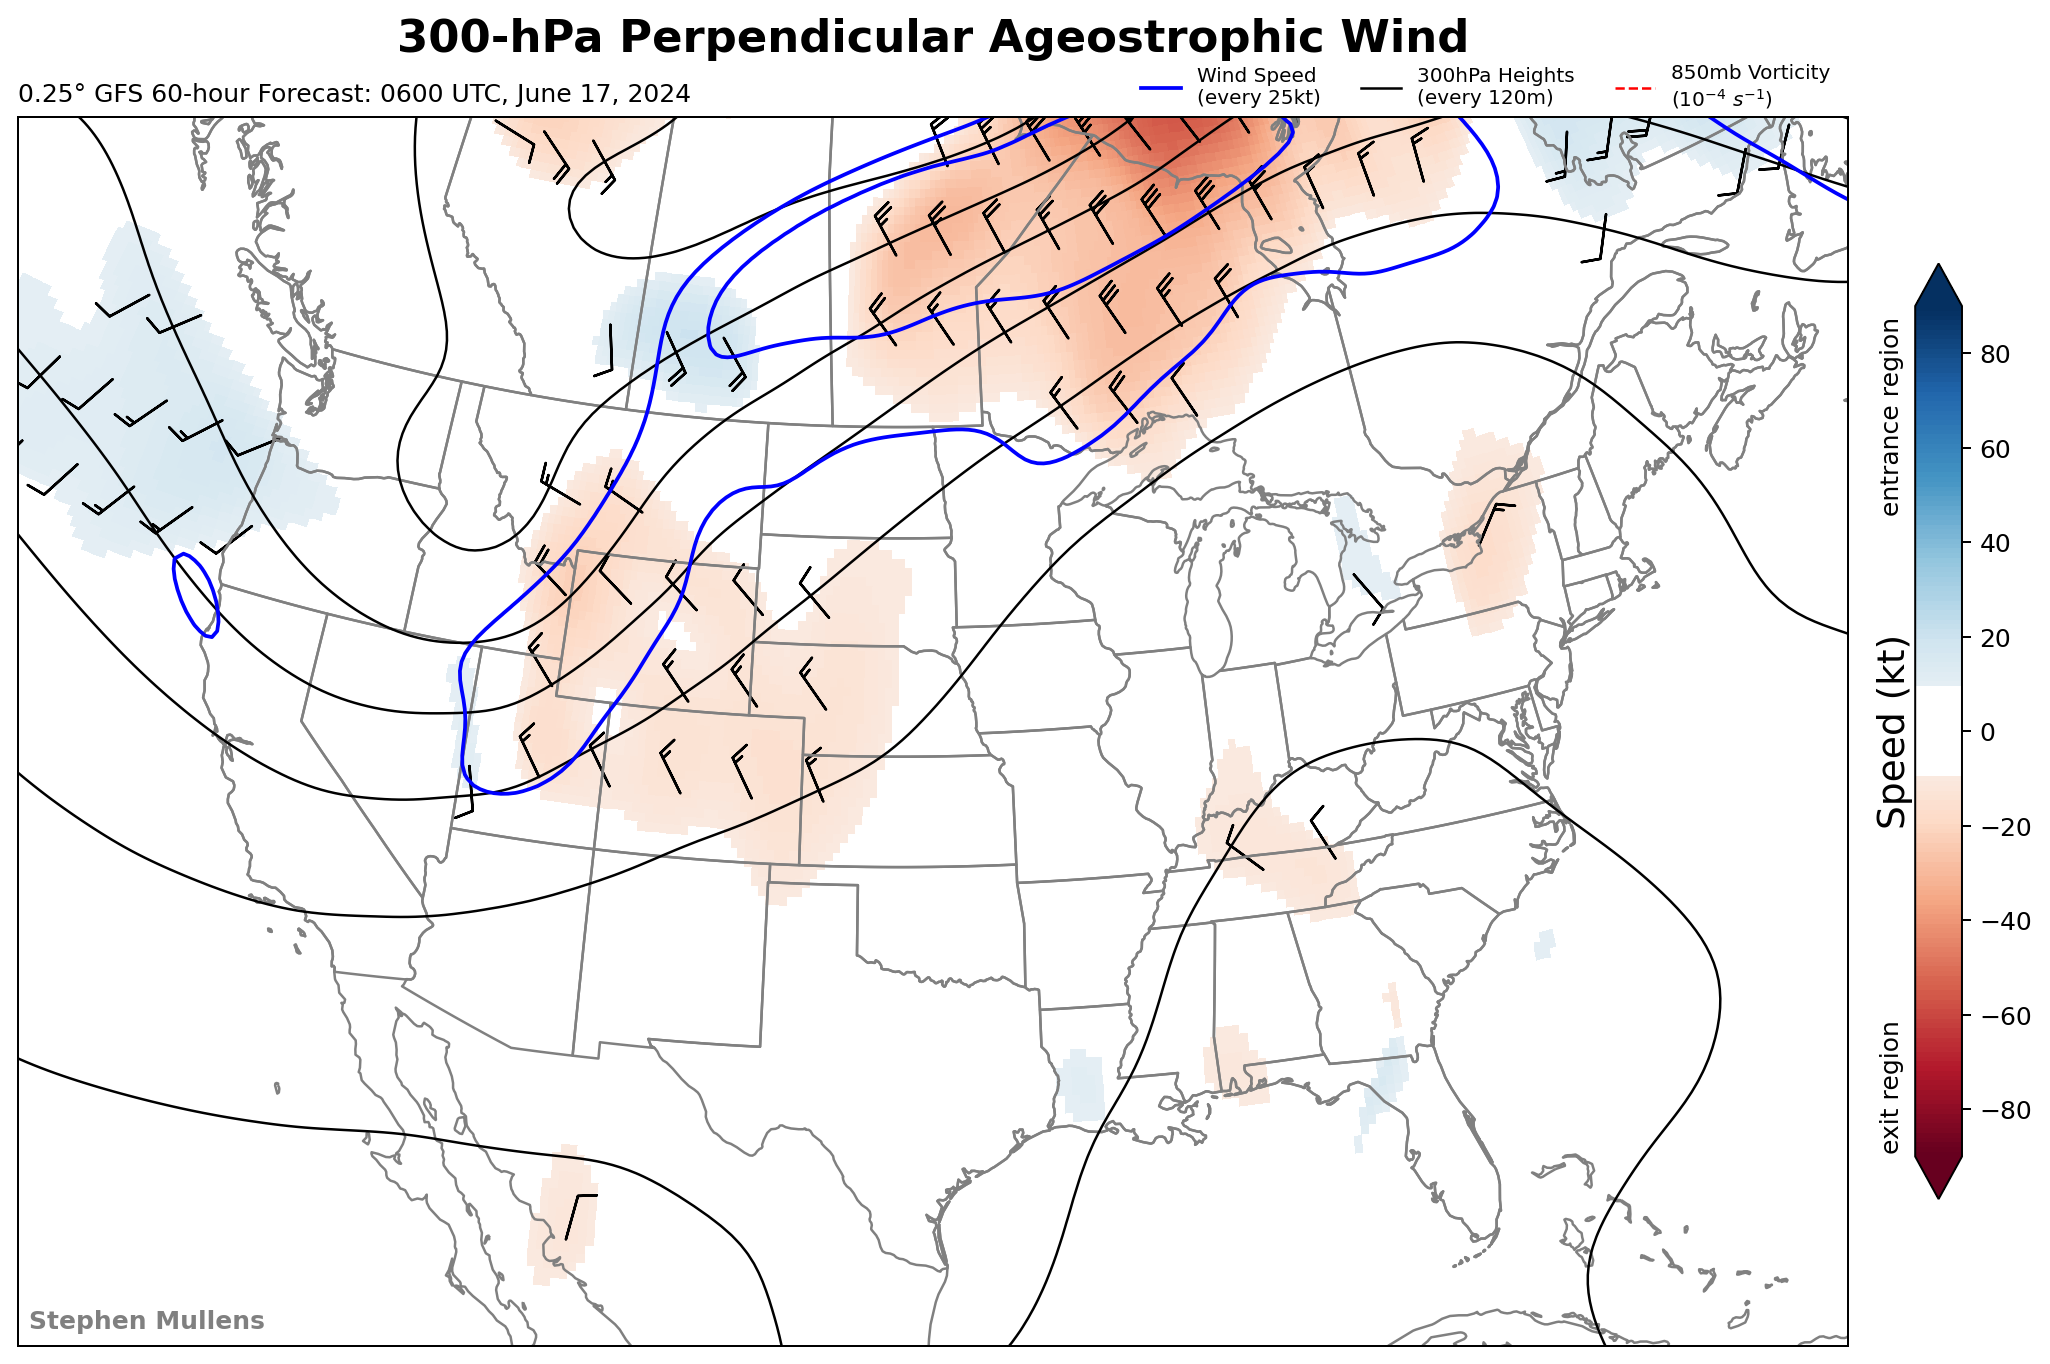 300-hPa Perpendicular Ageostrophic Wind
0.25° GFS 60-hour Forecast: 0600 UTC, June 17, 2024
Wind Speed
(every 25kt)
300hPa Heights
(every 120m)
850mb Vorticity
(10⁻⁴ s⁻¹)
entrance region
Speed (kt)
exit region
80
60
40
20
0
−20
−40
−60
−80
Stephen Mullens